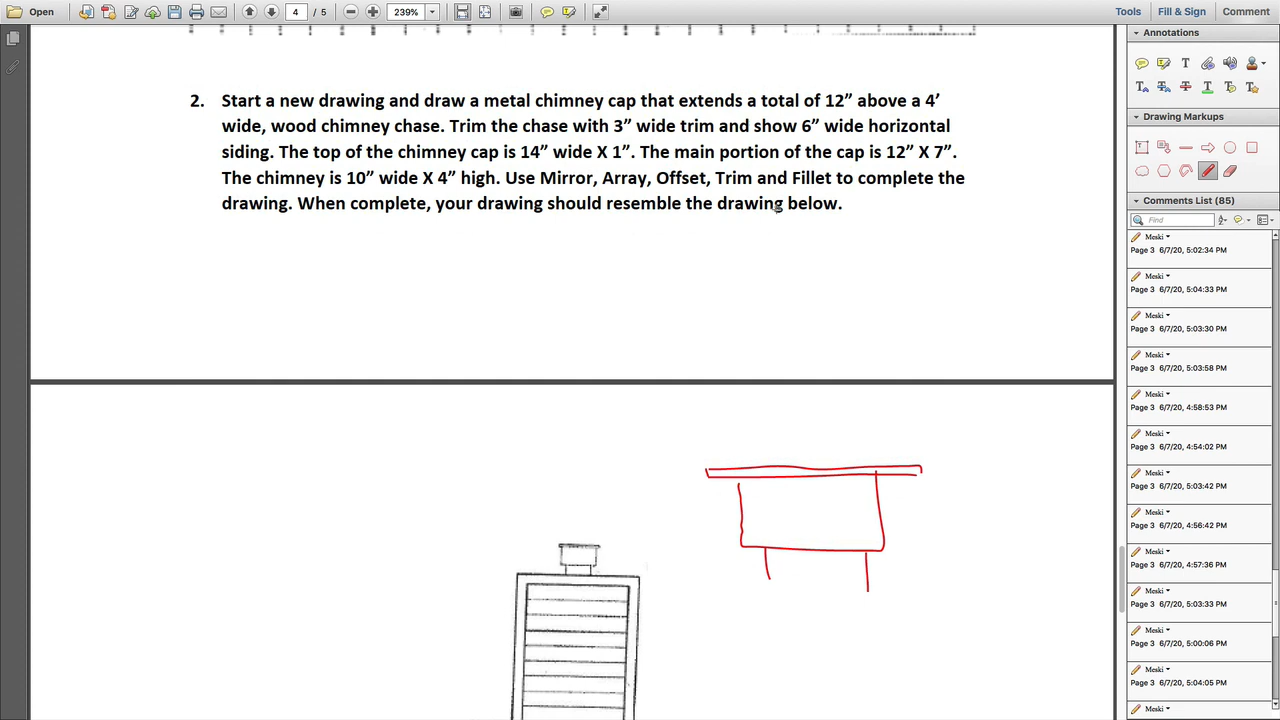 Open
4 / 5
239%
Tools Fill & Sign Comment
Annotations
2. Start a new drawing and draw a metal chimney cap that extends a total of 12” above a 4’
wide, wood chimney chase. Trim the chase with 3” wide trim and show 6” wide horizontal
siding. The top of the chimney cap is 14” wide X 1”. The main portion of the cap is 12” X 7”.
The chimney is 10” wide X 4” high. Use Mirror, Array, Offset, Trim and Fillet to complete the
drawing. When complete, your drawing should resemble the drawing below.
Drawing Markups
Comments List (85)
Find
Meski
Page 3 6/7/20, 5:02:34 PM
Meski
Page 3 6/7/20, 5:04:33 PM
Meski
Page 3 6/7/20, 5:03:30 PM
Meski
Page 3 6/7/20, 5:03:58 PM
Meski
Page 3 6/7/20, 4:58:53 PM
Meski
Page 3 6/7/20, 4:54:02 PM
Meski
Page 3 6/7/20, 5:03:42 PM
Meski
Page 3 6/7/20, 4:56:42 PM
Meski
Page 3 6/7/20, 5:03:27 PM
Meski
Page 3 6/7/20, 5:03:33 PM
Meski
Page 3 6/7/20, 5:00:06 PM
Meski
Page 3 6/7/20, 5:04:05 PM
Meski